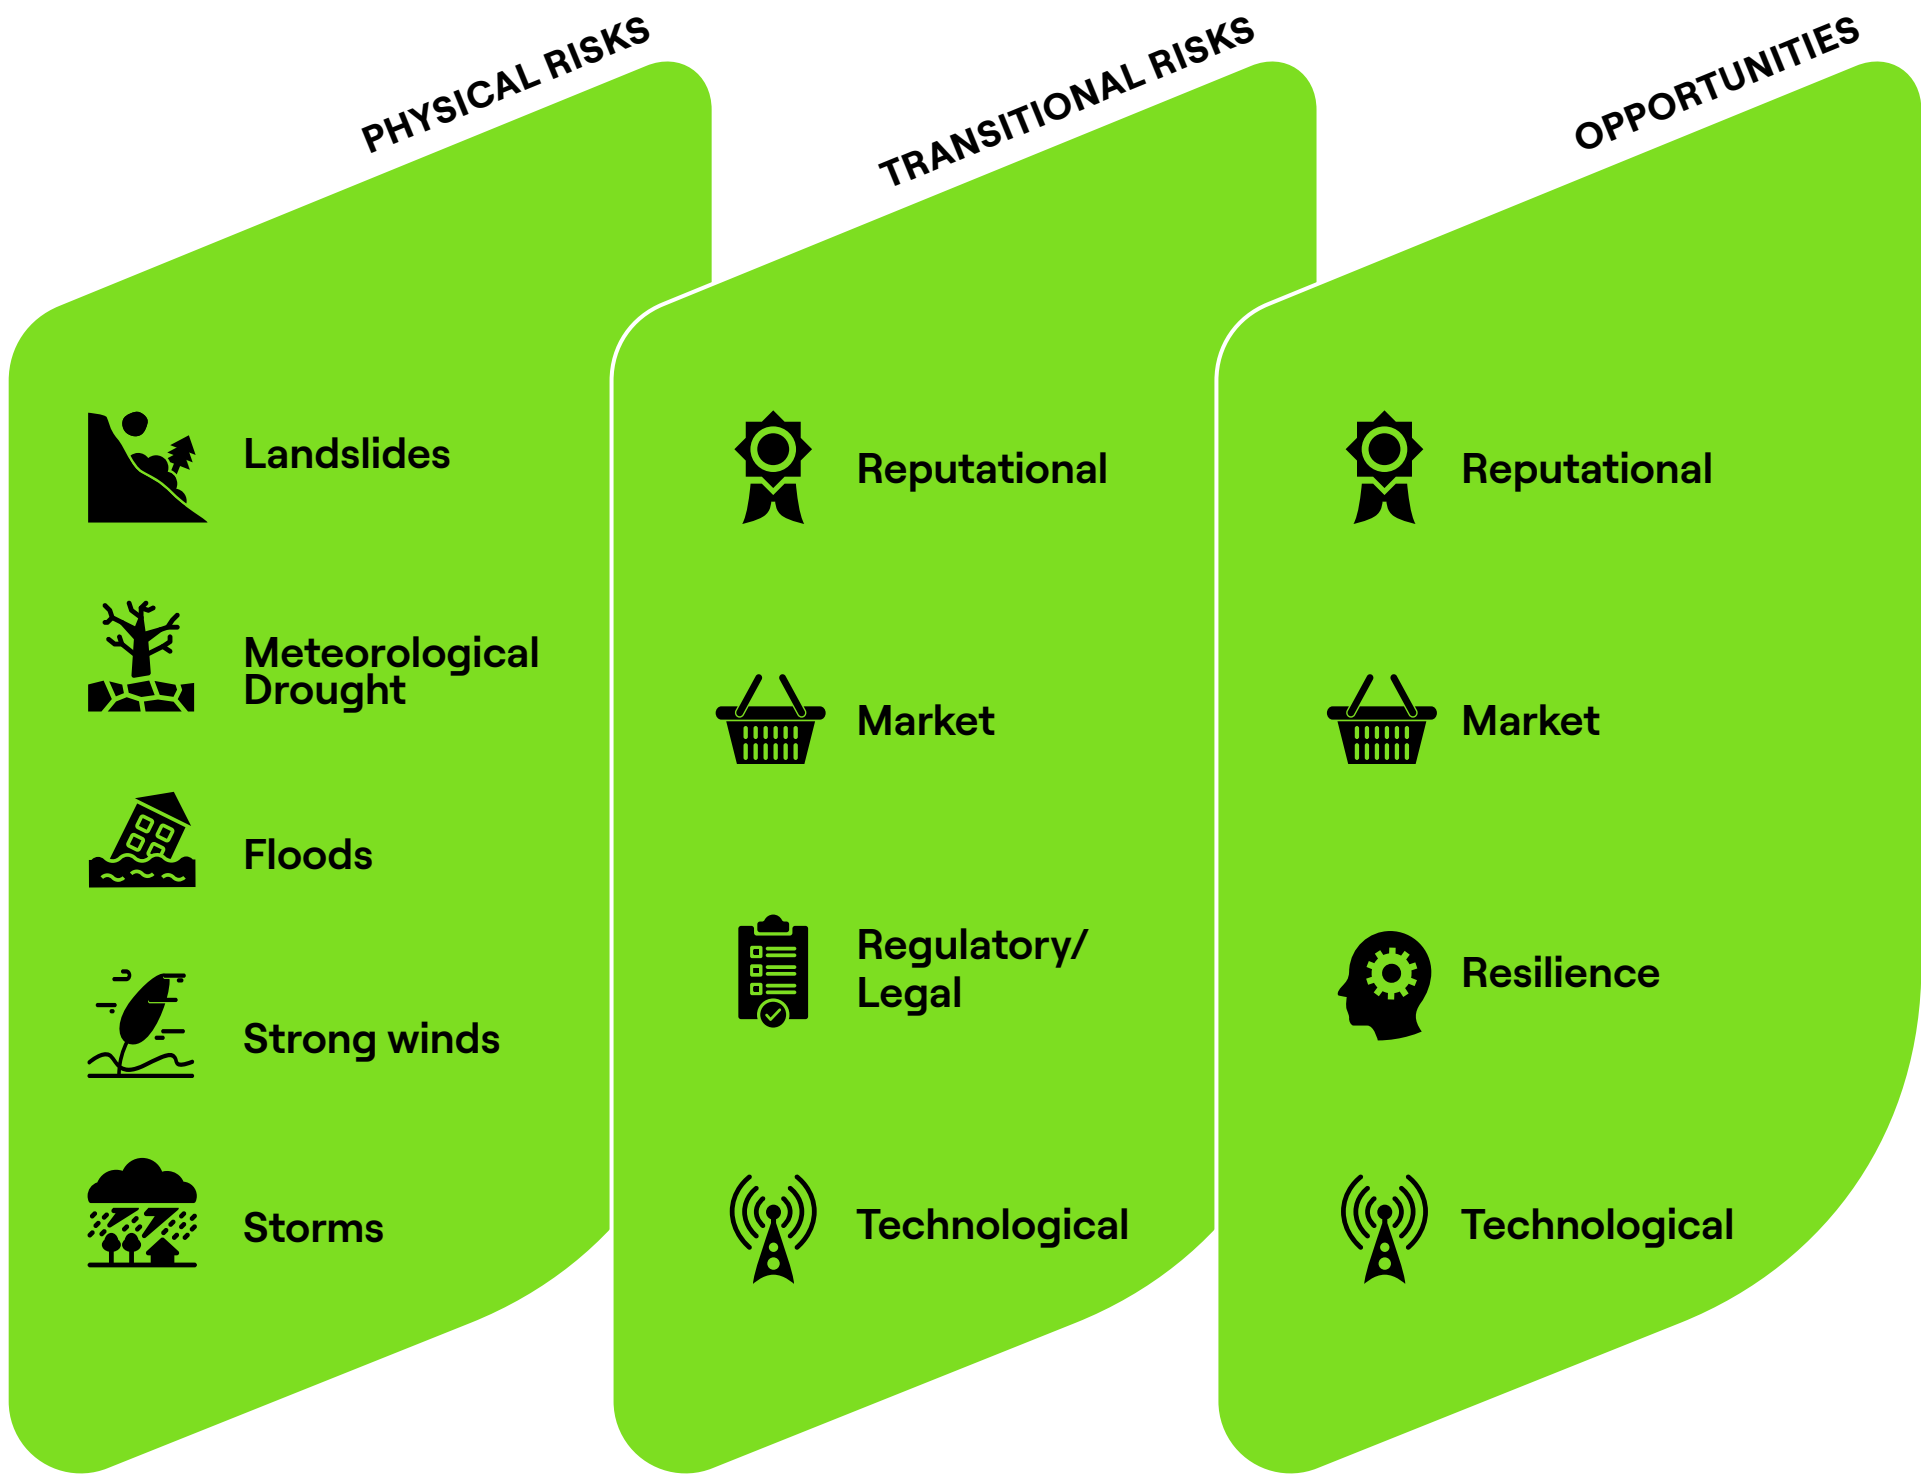 PHYSICAL RISKS
Landslides
Meteorological
Drought
Floods
Strong winds
Storms
TRANSITIONAL RISKS
Reputational
Market
Regulatory/
Legal
Technological
OPPORTUNITIES
Reputational
Market
Resilience
Technological